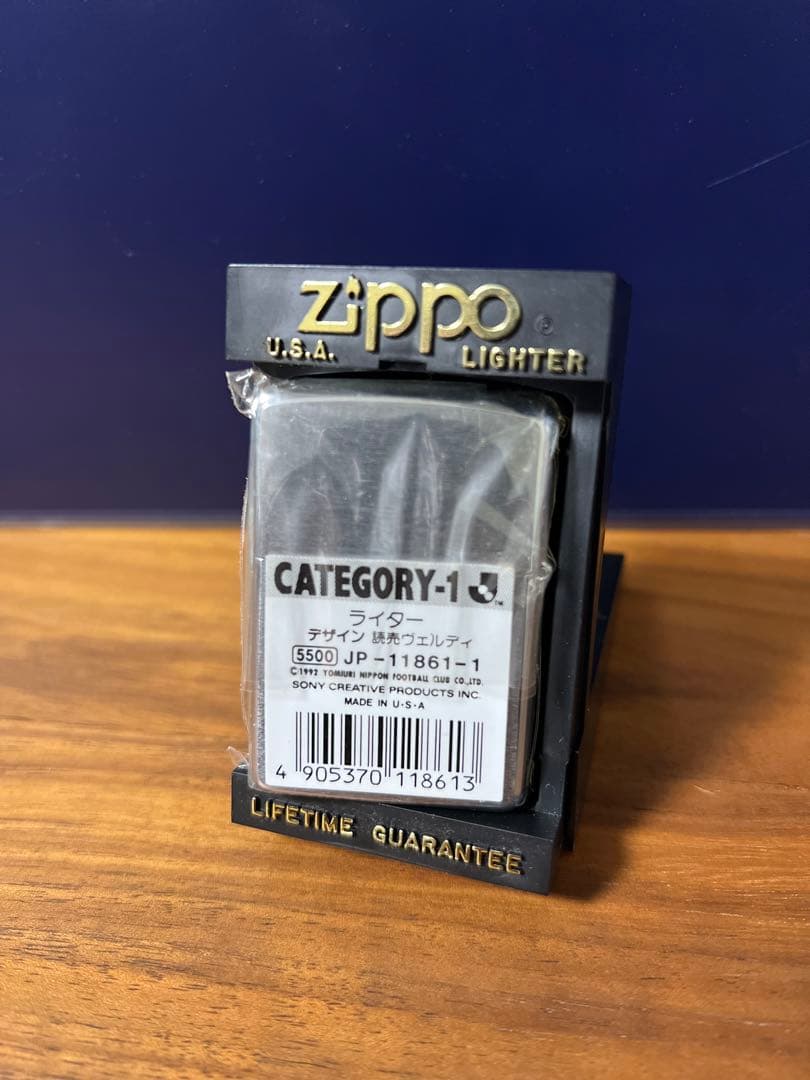 Zippo ®
U.S.A. LIGHTER
CATEGORY-1 J ™
ライター
デザイン 読売ヴェルディ
5500 JP-11861-1
©1992 YOMIURI NIPPON FOOTBALL CLUB CO.,LTD.
SONY CREATIVE PRODUCTS INC.
MADE IN U·S·A
4 905370 118613
LIFETIME GUARANTEE